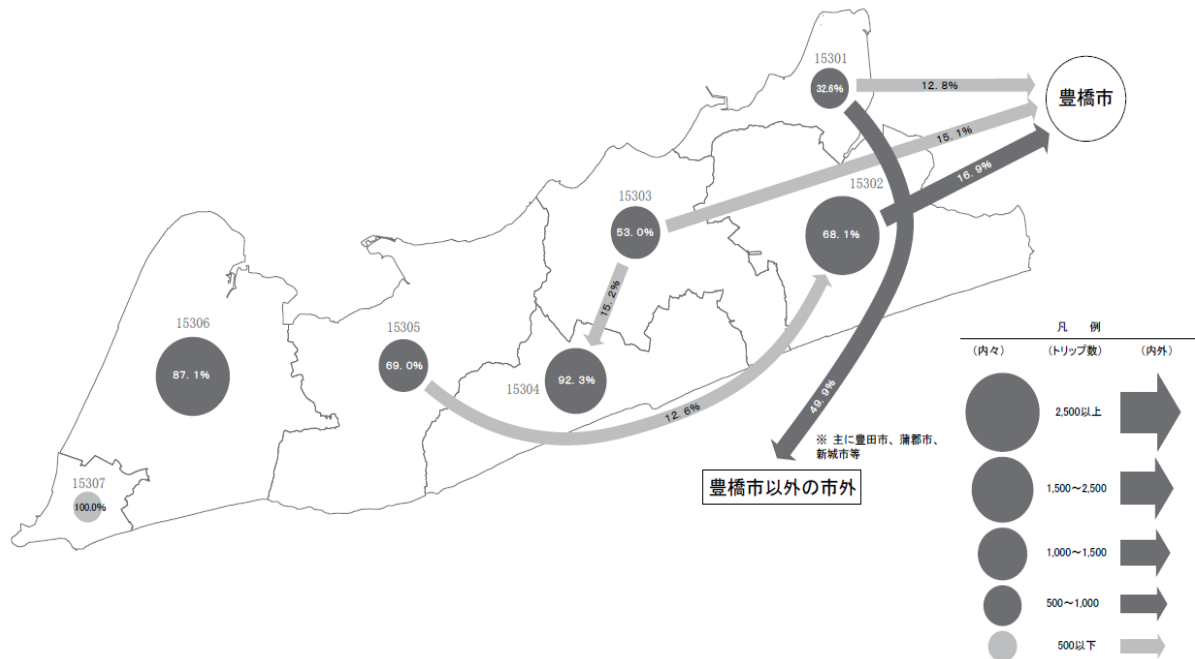 15301
32.6%
12.8%
豊橋市
15.1%
16.9%
15302
68.1%
15303
53.0%
15.2%
15306
87.1%
15305
69.0%
15304
92.3%
12.6%
49.9%
※ 主に豊田市、蒲郡市、
新城市等
豊橋市以外の市外
15307
100.0%
凡 例
(内々) (トリップ数) (内外)
2,500以上
1,500～2,500
1,000～1,500
500～1,000
500以下